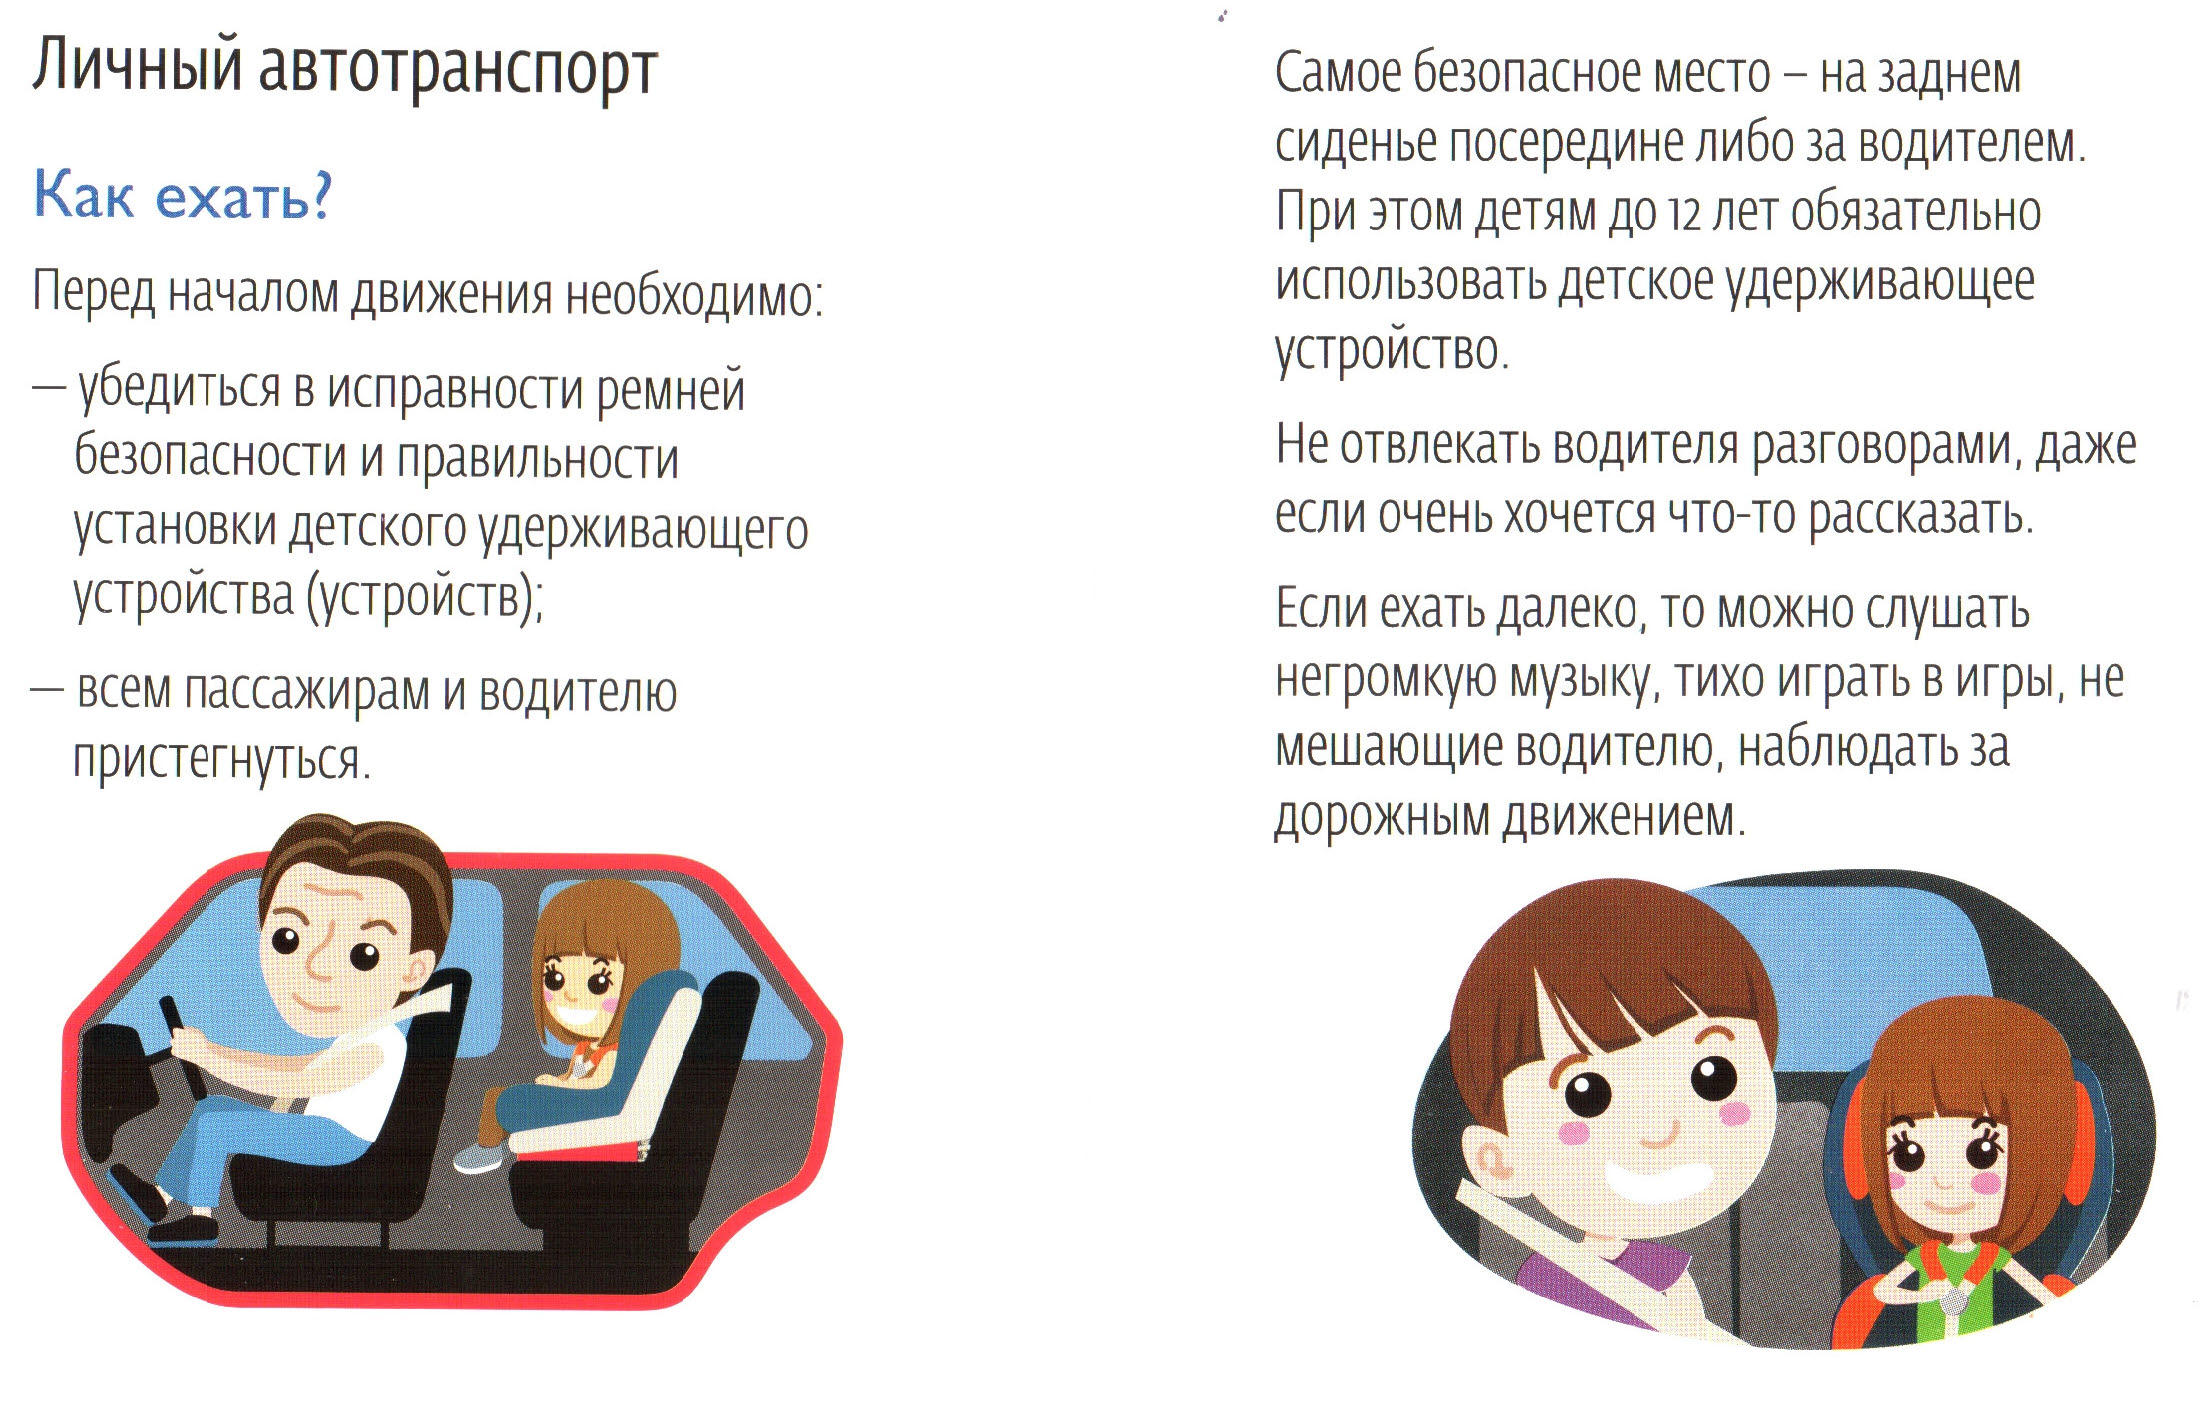 Личный автотранспорт
Как ехать?
Перед началом движения необходимо:
– убедиться в исправности ремней
безопасности и правильности
установки детского удерживающего
устройства (устройств);
– всем пассажирам и водителю
пристегнуться.
Самое безопасное место – на заднем
сиденье посередине либо за водителем.
При этом детям до 12 лет обязательно
использовать детское удерживающее
устройство.
Не отвлекать водителя разговорами, даже
если очень хочется что-то рассказать.
Если ехать далеко, то можно слушать
негромкую музыку, тихо играть в игры, не
мешающие водителю, наблюдать за
дорожным движением.